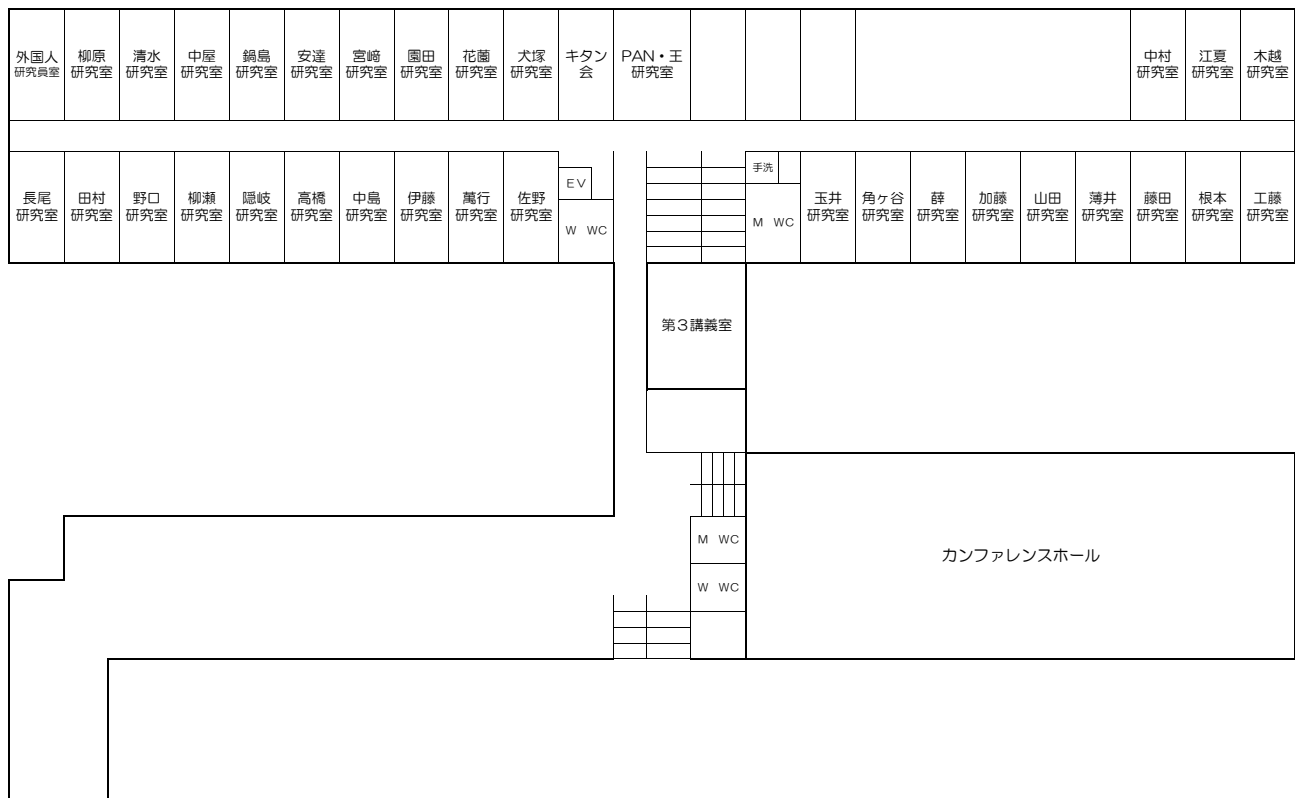 外国人
研究員室
柳原
研究室
清水
研究室
中屋
研究室
鍋島
研究室
安達
研究室
宮﨑
研究室
園田
研究室
花薗
研究室
犬塚
研究室
キタン
会
PAN・王
研究室
中村
研究室
江夏
研究室
木越
研究室
長尾
研究室
田村
研究室
野口
研究室
柳瀬
研究室
隠岐
研究室
高橋
研究室
中島
研究室
伊藤
研究室
萬行
研究室
佐野
研究室
EV
W WC
手洗
M WC
玉井
研究室
角ヶ谷
研究室
薛
研究室
加藤
研究室
山田
研究室
薄井
研究室
藤田
研究室
根本
研究室
工藤
研究室
第3講義室
M WC
W WC
カンファレンスホール